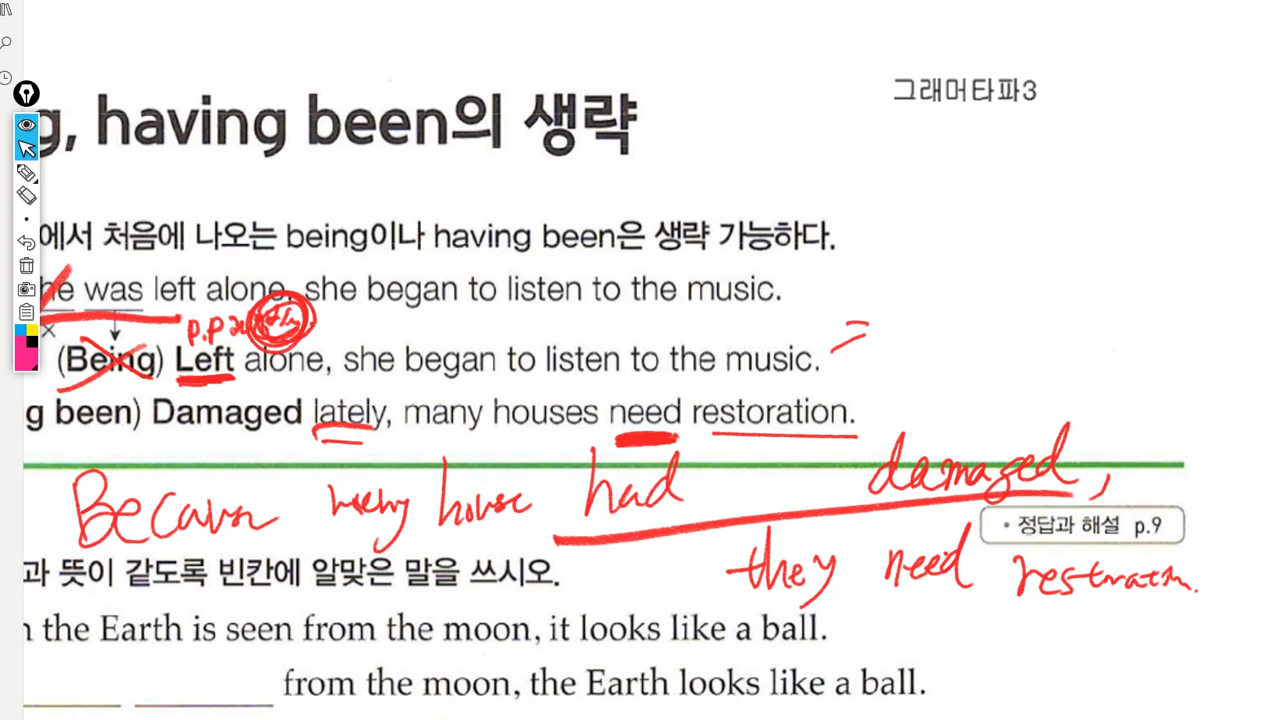 그래머타파3
g, having been의 생략
에서 처음에 나오는 being이나 having been은 생략 가능하다.
he was left alone, she began to listen to the music.
p.p
(Being) Left alone, she began to listen to the music.
g been) Damaged lately, many houses need restoration.
Because many house had damaged,
• 정답과 해설 p.9
they need restoration.
과 뜻이 같도록 빈칸에 알맞은 말을 쓰시오.
n the Earth is seen from the moon, it looks like a ball.
from the moon, the Earth looks like a ball.